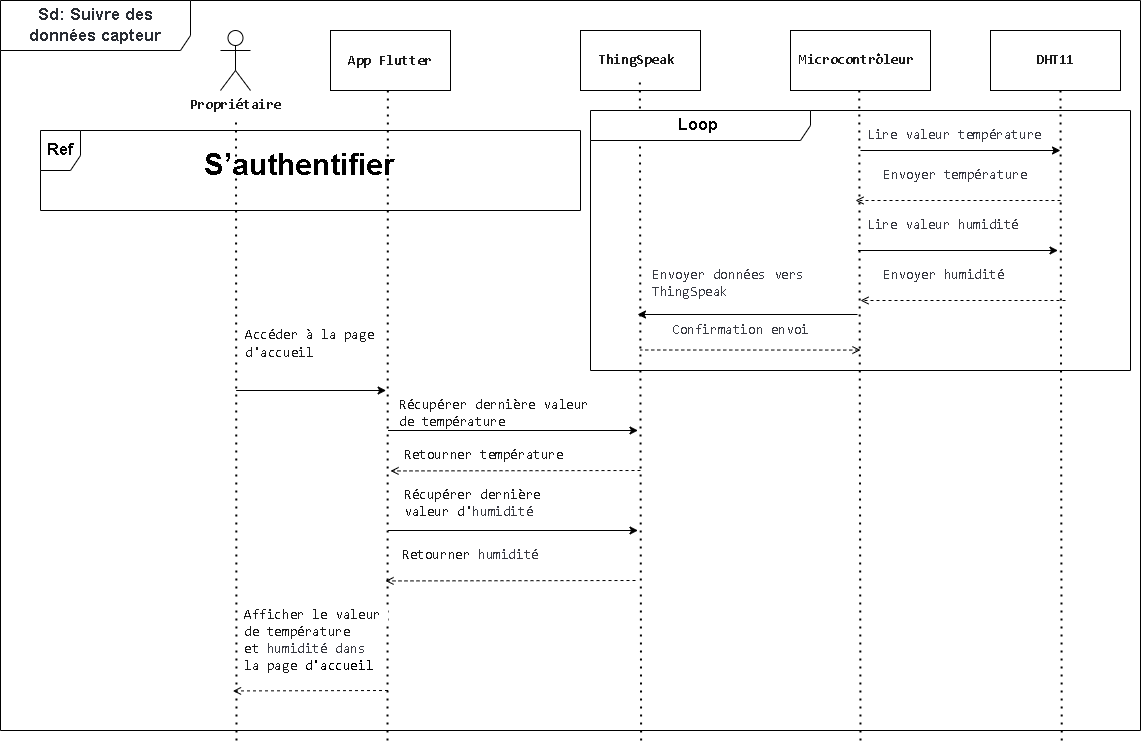 Sd: Suivre des
données capteur
Propriétaire
App Flutter
ThingSpeak
Microcontrôleur
DHT11
Ref
S'authentifier
Loop
Lire valeur température
Envoyer température
Lire valeur humidité
Envoyer humidité
Envoyer données vers
ThingSpeak
Confirmation envoi
Accéder à la page
d'accueil
Récupérer dernière valeur
de température
Retourner température
Récupérer dernière
valeur d'humidité
Retourner humidité
Afficher le valeur
de température
et humidité dans
la page d'accueil